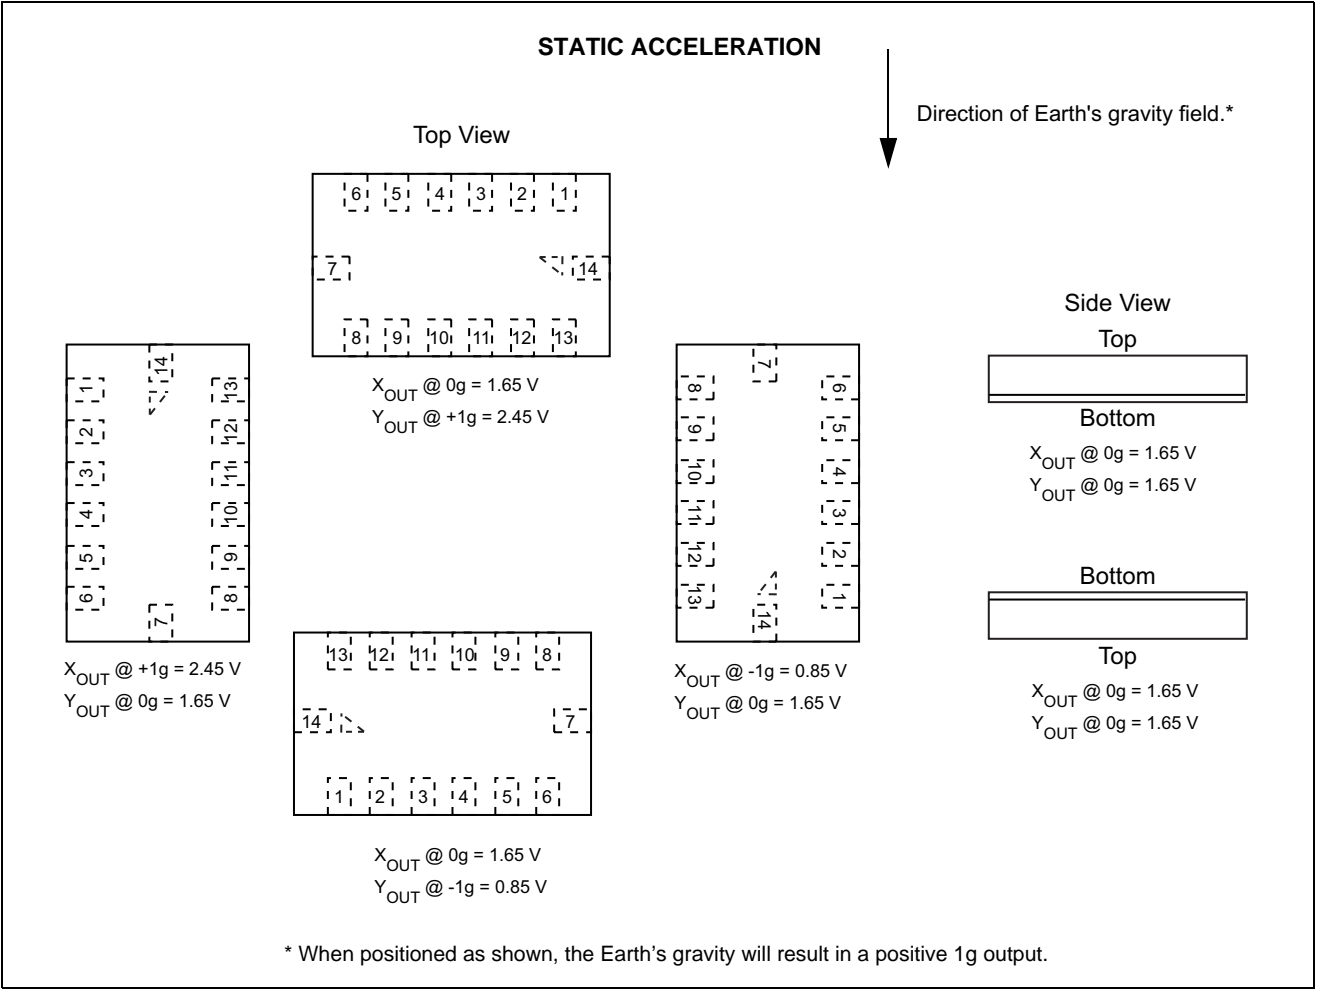 STATIC ACCELERATION
Direction of Earth's gravity field.*
Top View
6 5 4 3 2 1
7 14
8 9 10 11 12 13
X_OUT @ 0g = 1.65 V
Y_OUT @ +1g = 2.45 V
14
1 13
2 12
3 11
4 10
5 9
6 8
7
X_OUT @ +1g = 2.45 V
Y_OUT @ 0g = 1.65 V
13 12 11 10 9 8
14 7
1 2 3 4 5 6
X_OUT @ 0g = 1.65 V
Y_OUT @ -1g = 0.85 V
7
8 6
9 5
10 4
11 3
12 2
13 1
14
X_OUT @ -1g = 0.85 V
Y_OUT @ 0g = 1.65 V
Side View
Top
Bottom
X_OUT @ 0g = 1.65 V
Y_OUT @ 0g = 1.65 V
Bottom
Top
X_OUT @ 0g = 1.65 V
Y_OUT @ 0g = 1.65 V
* When positioned as shown, the Earth’s gravity will result in a positive 1g output.